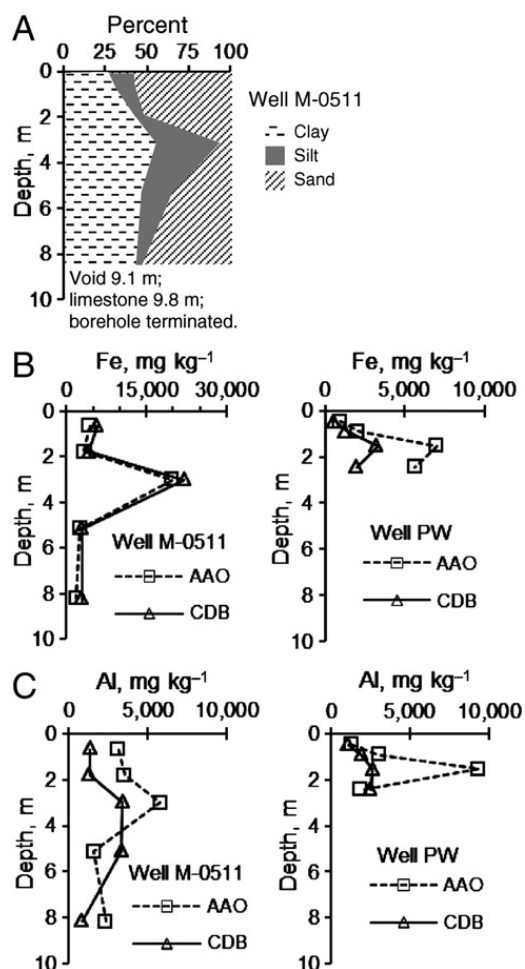 A
Percent
0 25 50 75 100
Depth, m
0
2
4
6
8
10
Well M-0511
Clay
Silt
Sand
Void 9.1 m;
limestone 9.8 m;
borehole terminated.
B
Fe, mg kg⁻¹
0 15,000 30,000
Depth, m
0
2
4
6
8
10
Well M-0511
AAO
CDB
Fe, mg kg⁻¹
0 5,000 10,000
Depth, m
0
2
4
6
8
10
Well PW
AAO
CDB
C
Al, mg kg⁻¹
0 5,000 10,000
Depth, m
0
2
4
6
8
10
Well M-0511
AAO
CDB
Al, mg kg⁻¹
0 5,000 10,000
Depth, m
0
2
4
6
8
10
Well PW
AAO
CDB